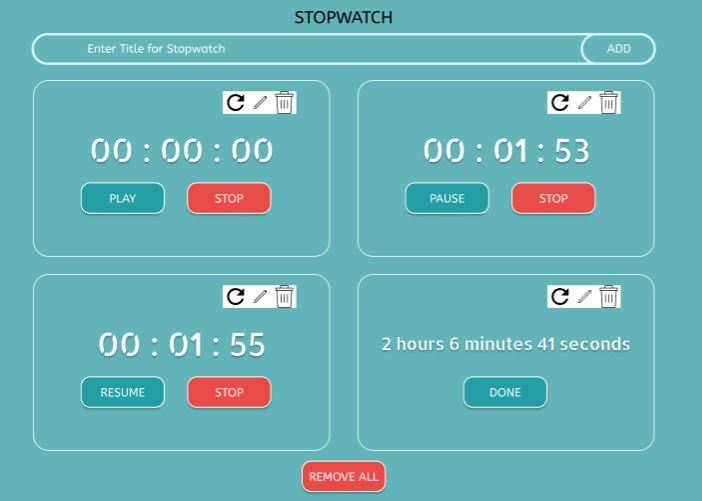 STOPWATCH
Enter Title for Stopwatch ADD
00 : 00 : 00
PLAY STOP
00 : 01 : 53
PAUSE STOP
00 : 01 : 55
RESUME STOP
2 hours 6 minutes 41 seconds
DONE
REMOVE ALL